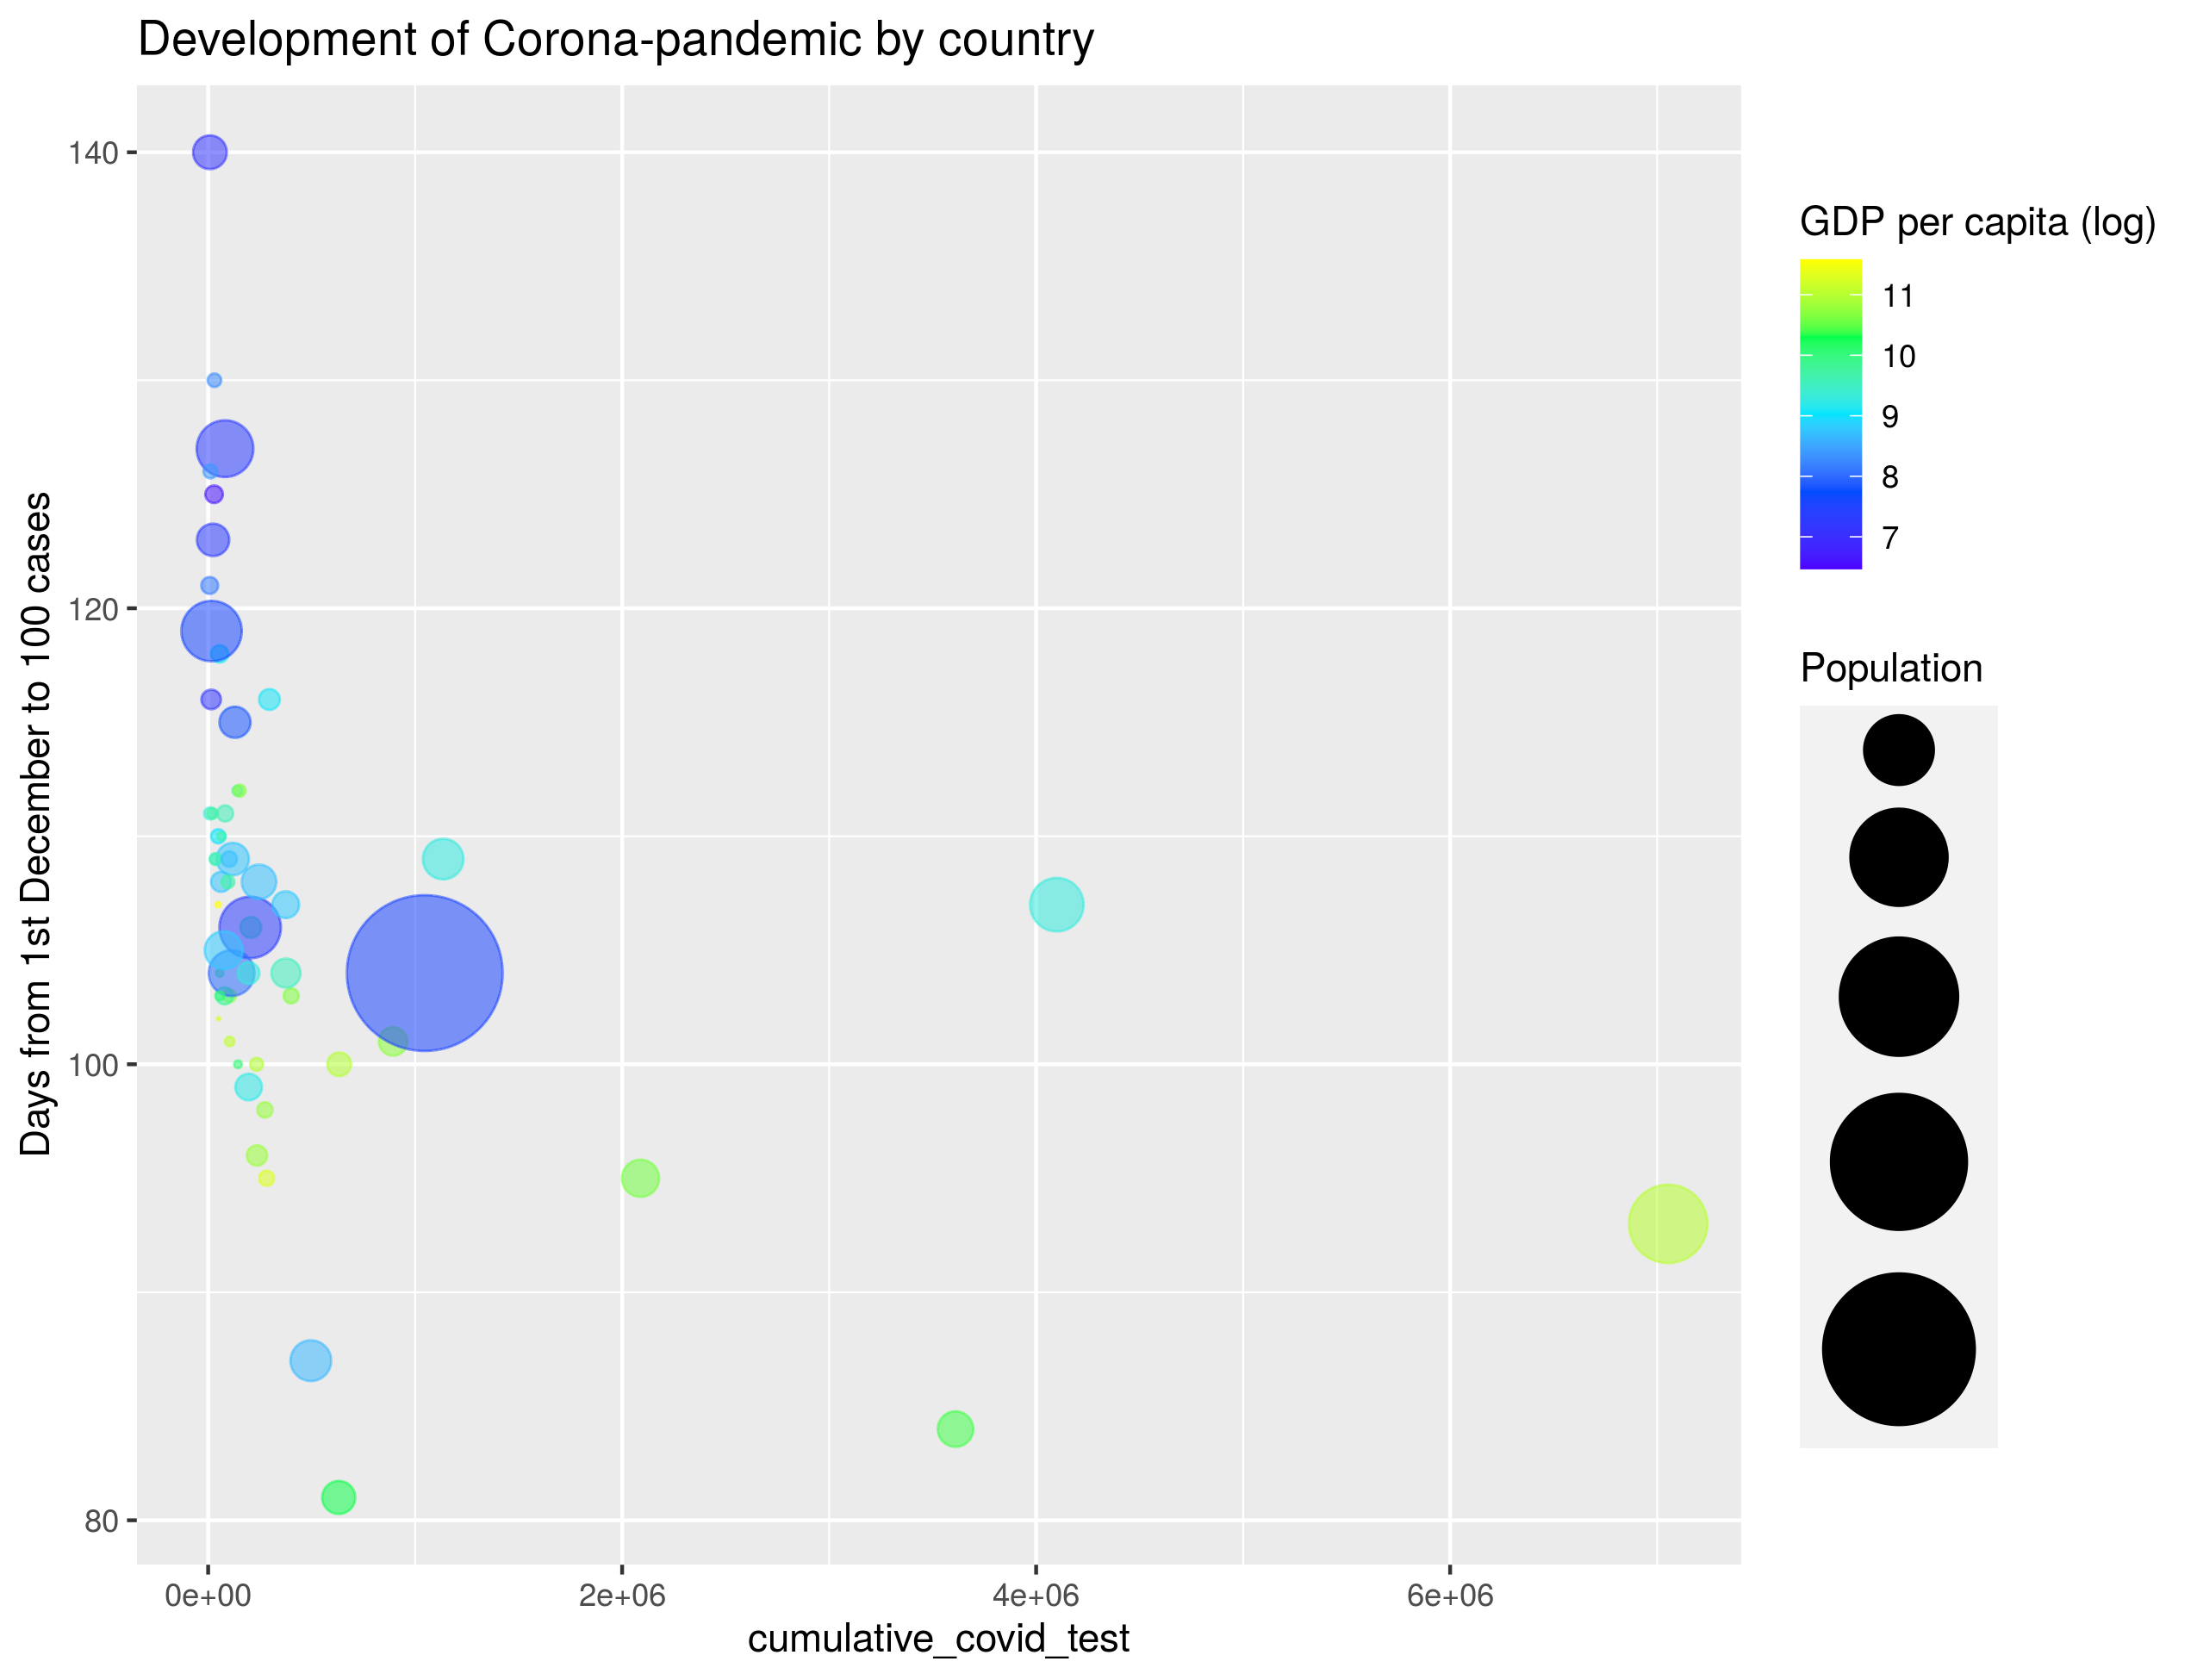 Development of Corona-pandemic by country
Days from 1st December to 100 cases
140
120
100
80
0e+00
2e+06
4e+06
6e+06
cumulative_covid_test
GDP per capita (log)
11
10
9
8
7
Population